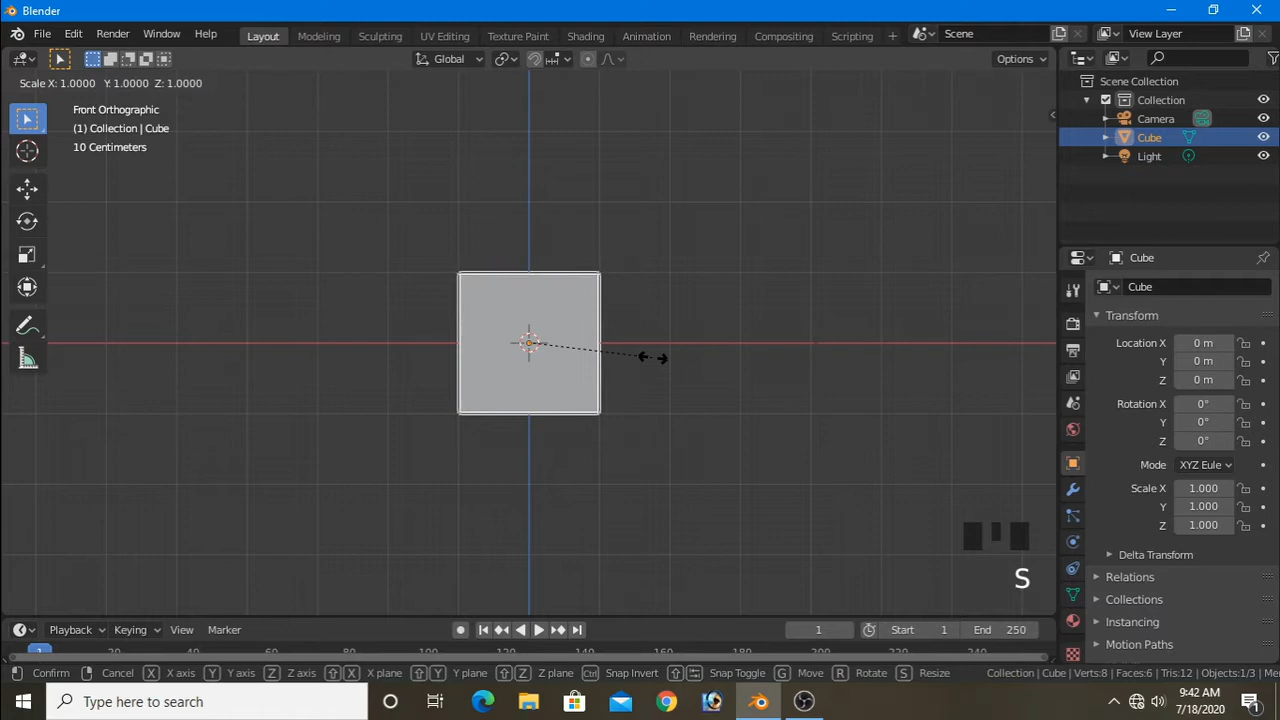 Blender
File Edit Render Window Help Layout Modeling Sculpting UV Editing Texture Paint Shading Animation Rendering Compositing Scripting Scene View Layer
Global Options
Scale X: 1.0000 Y: 1.0000 Z: 1.0000
Front Orthographic
(1) Collection | Cube
10 Centimeters
Scene Collection
Collection
Camera
Cube
Light
Cube
Cube
Transform
Location X 0 m
Y 0 m
Z 0 m
Rotation X 0°
Y 0°
Z 0°
Mode XYZ Eule
Scale X 1.000
Y 1.000
Z 1.000
Delta Transform
Relations
Collections
Instancing
Motion Paths
S
Playback Keying View Marker 1 Start 1 End 250
1 20 40 60 80 100 120 140 160 180 200 220 240
Confirm Cancel X X axis Y Y axis Z Z axis X X plane Y Y plane Z Z plane Ctrl Snap Invert Snap Toggle G Move R Rotate S Resize Collection | Cube | Verts:8 | Faces:6 | Tris:12 | Objects:1/3 | Me
Type here to search
9:42 AM
7/18/2020
1